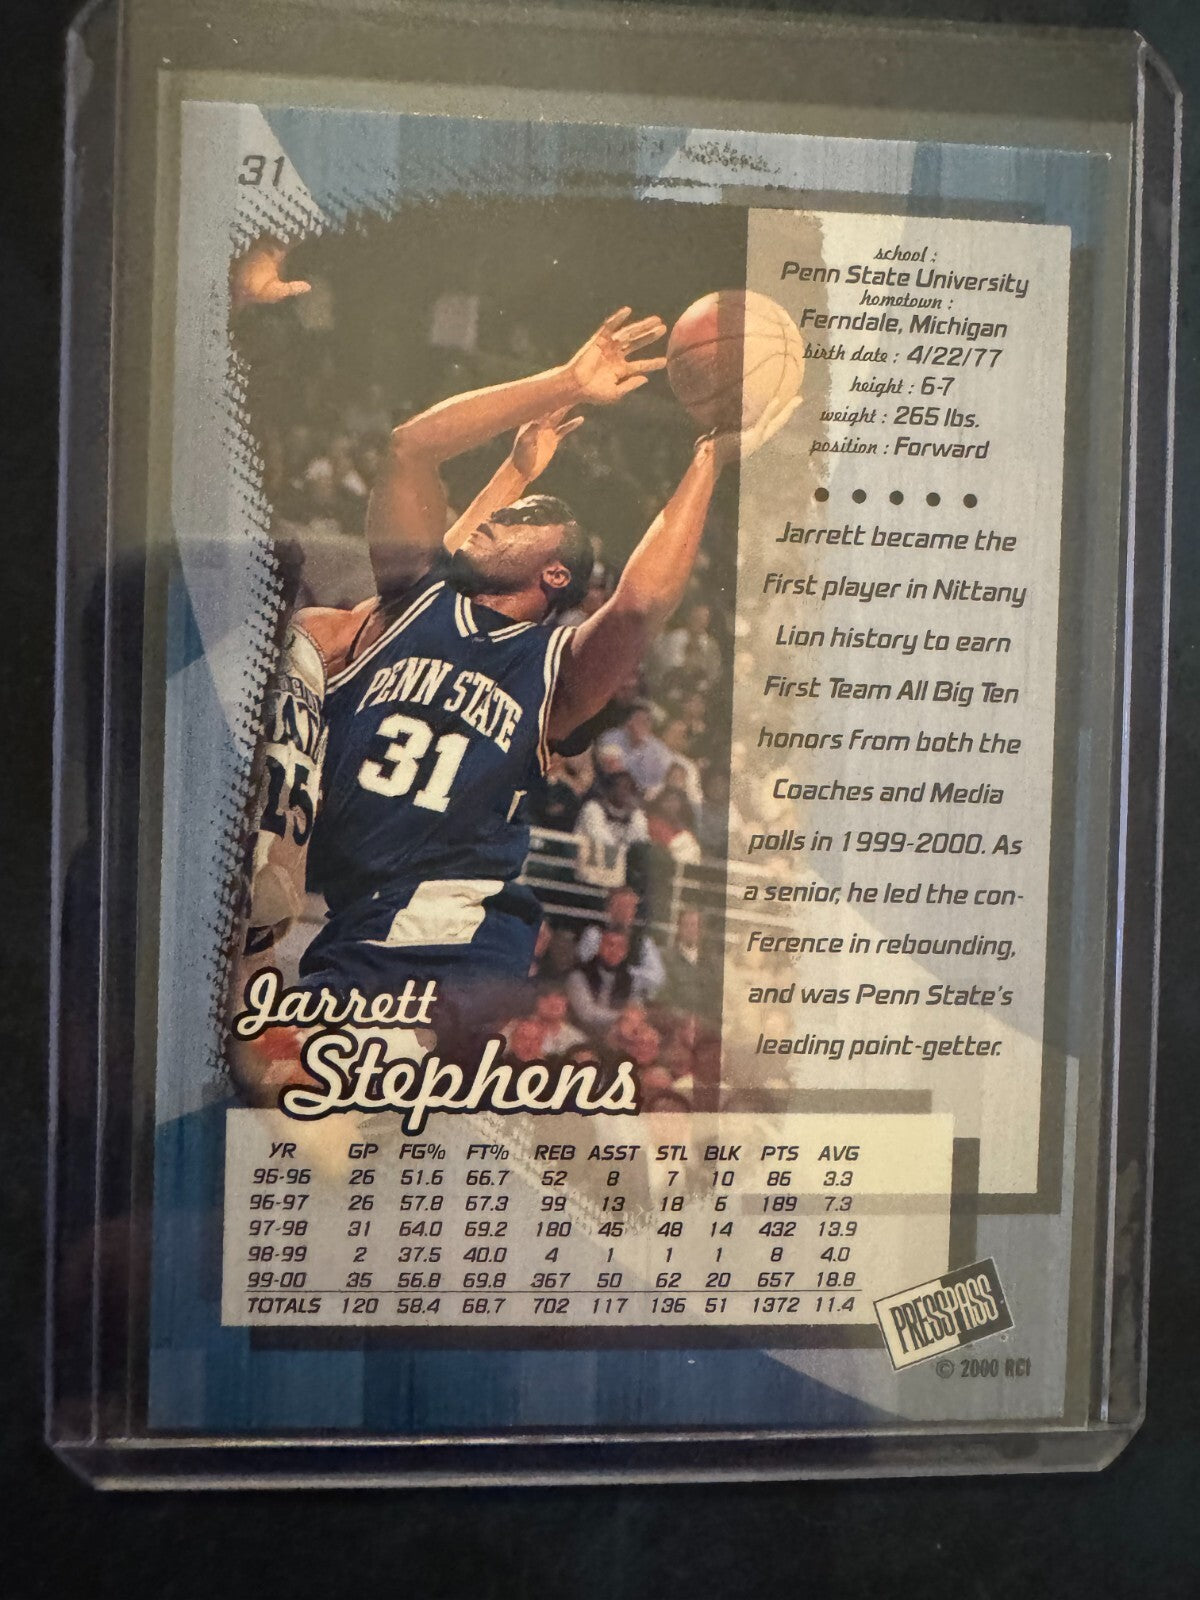 31
school :
Penn State University
hometown :
Ferndale, Michigan
birth date : 4/22/77
height : 6-7
weight : 265 lbs.
position : Forward
• • • • •
Jarrett became the
first player in Nittany
Lion history to earn
First Team All Big Ten
honors from both the
Coaches and Media
polls in 1999-2000. As
a senior, he led the con-
ference in rebounding,
and was Penn State's
leading point-getter.
PENN STATE
31
25
Jarrett
Stephens
YR GP FG% FT% REB ASST STL BLK PTS AVG
95-96 26 51.6 66.7 52 8 7 10 86 3.3
96-97 26 57.8 67.3 99 13 18 6 189 7.3
97-98 31 64.0 69.2 180 45 48 14 432 13.9
98-99 2 37.5 40.0 4 1 1 1 8 4.0
99-00 35 56.8 69.8 367 50 62 20 657 18.8
TOTALS 120 58.4 68.7 702 117 136 51 1372 11.4
PRESS PASS
© 2000 RCI